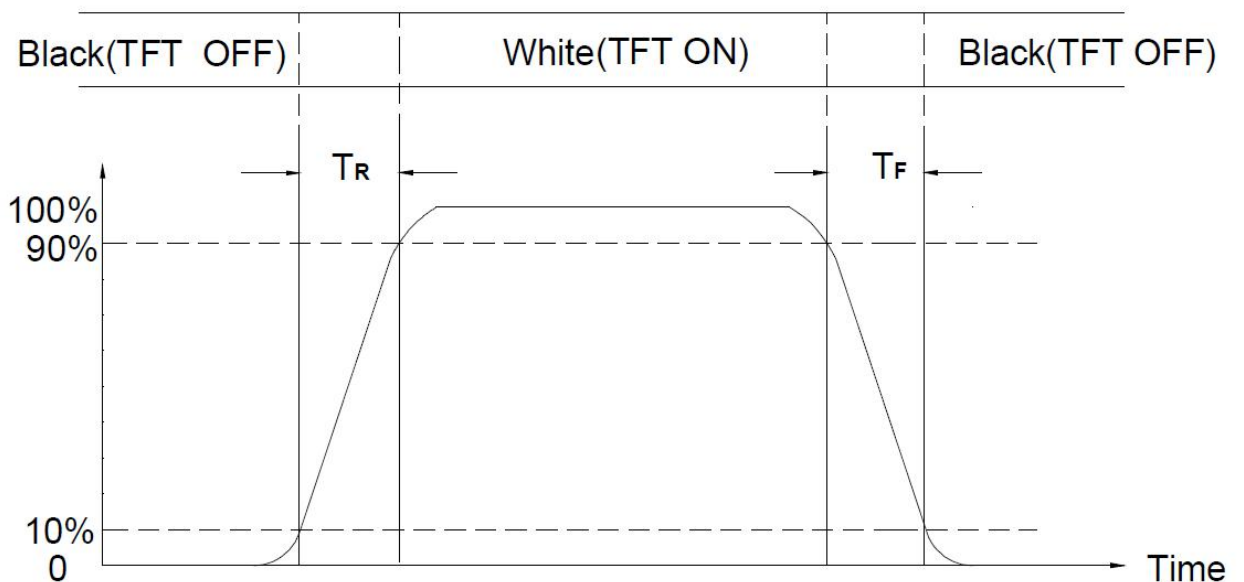 Black(TFT OFF) White(TFT ON) Black(TFT OFF)
TR TF
100%
90%
10%
0
Time